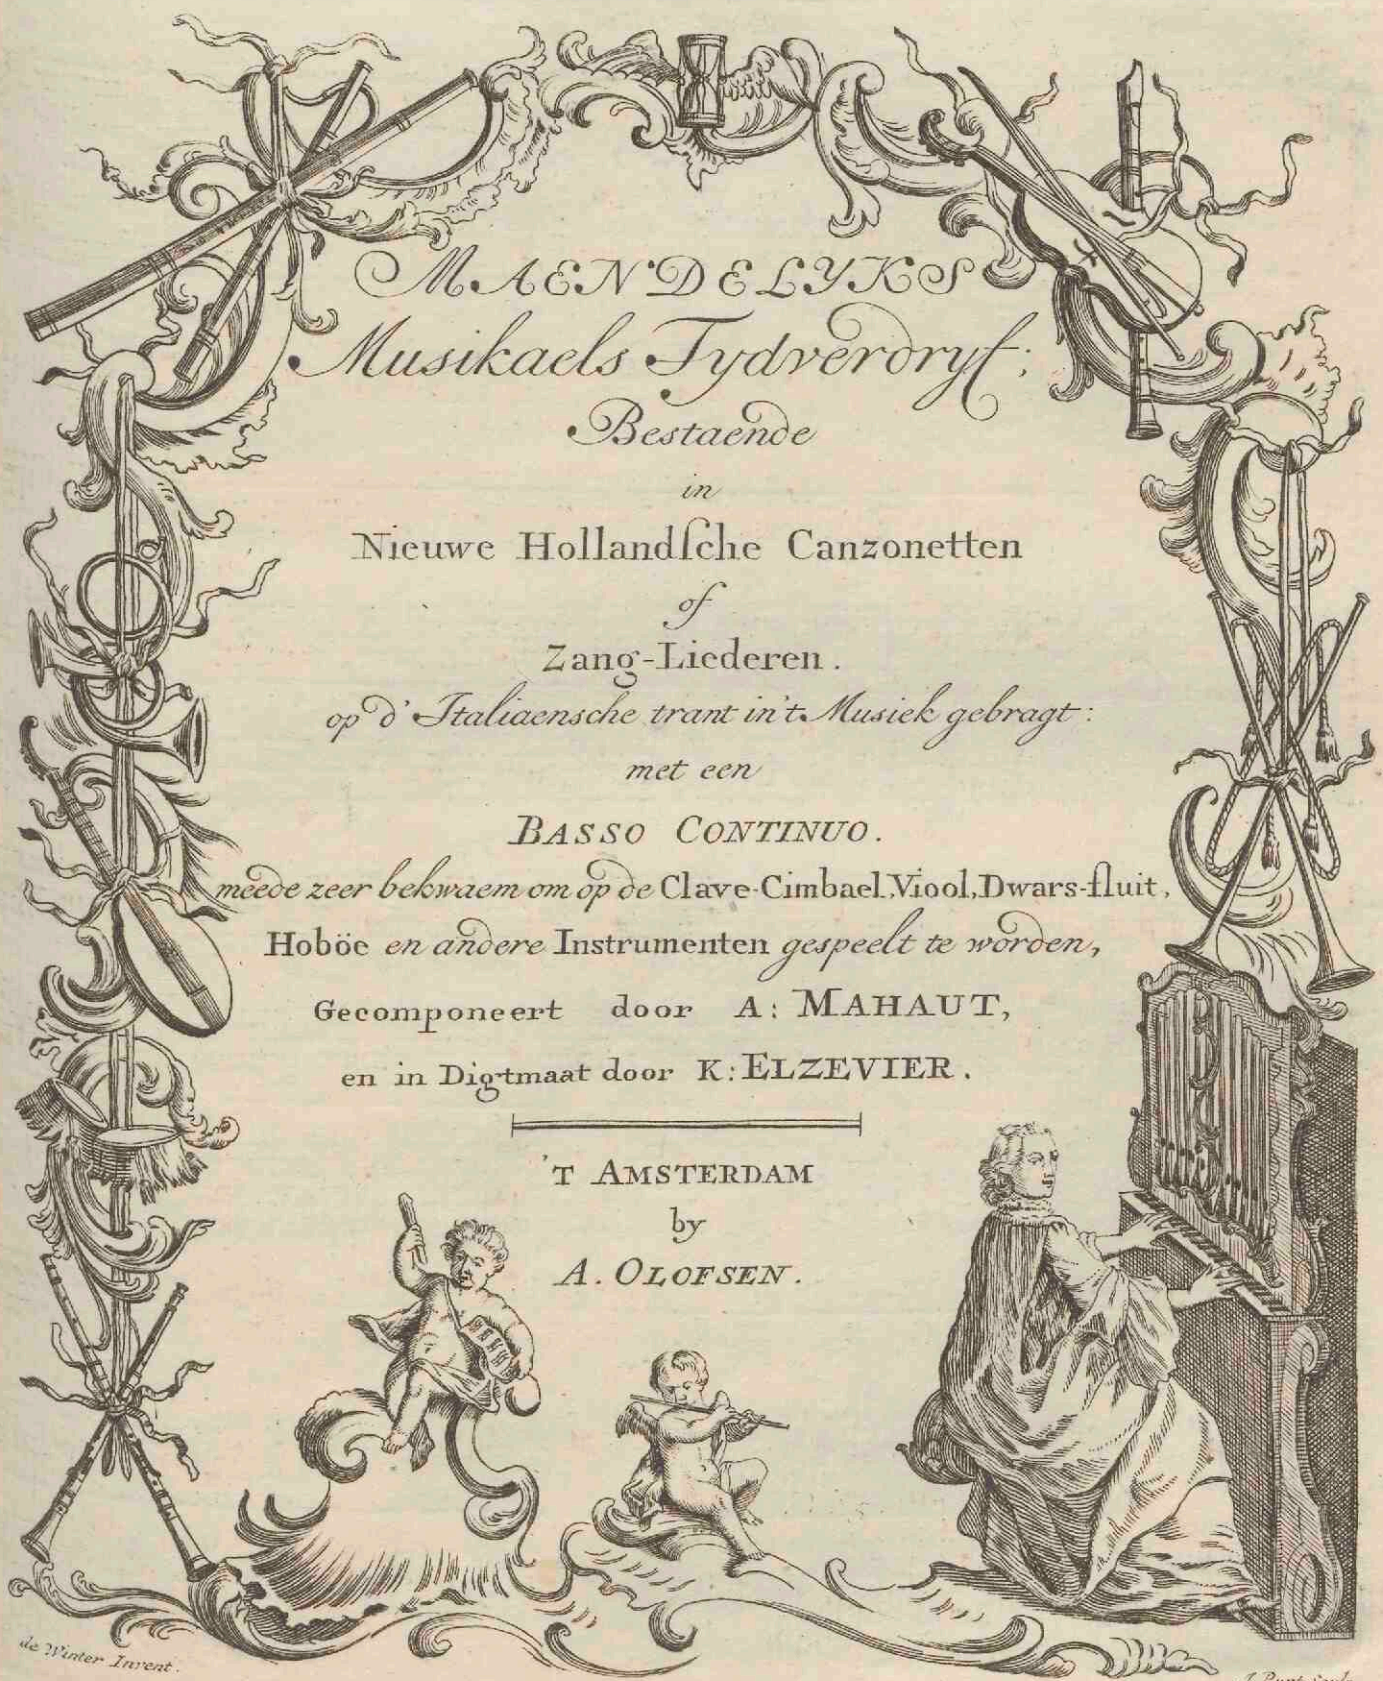 MAENDELYKS
Musikaels Tydverdryf;
Bestaende
in
Nieuwe Hollandſche Canzonetten
of
Zang-Liederen.
op d' Italiaensche trant in't Musiek gebragt:
met een
BASSO CONTINUO.
meede zeer bekwaem om op de Clave-Cimbael, Viool, Dwars-fluit,
Hoböe en andere Instrumenten gespeelt te worden,
Gecomponeert door A: MAHAUT,
en in Digtmaat door K: ELZEVIER.
'T AMSTERDAM
by
A. OLOFSEN.
de Winter Invent.
J. Punt